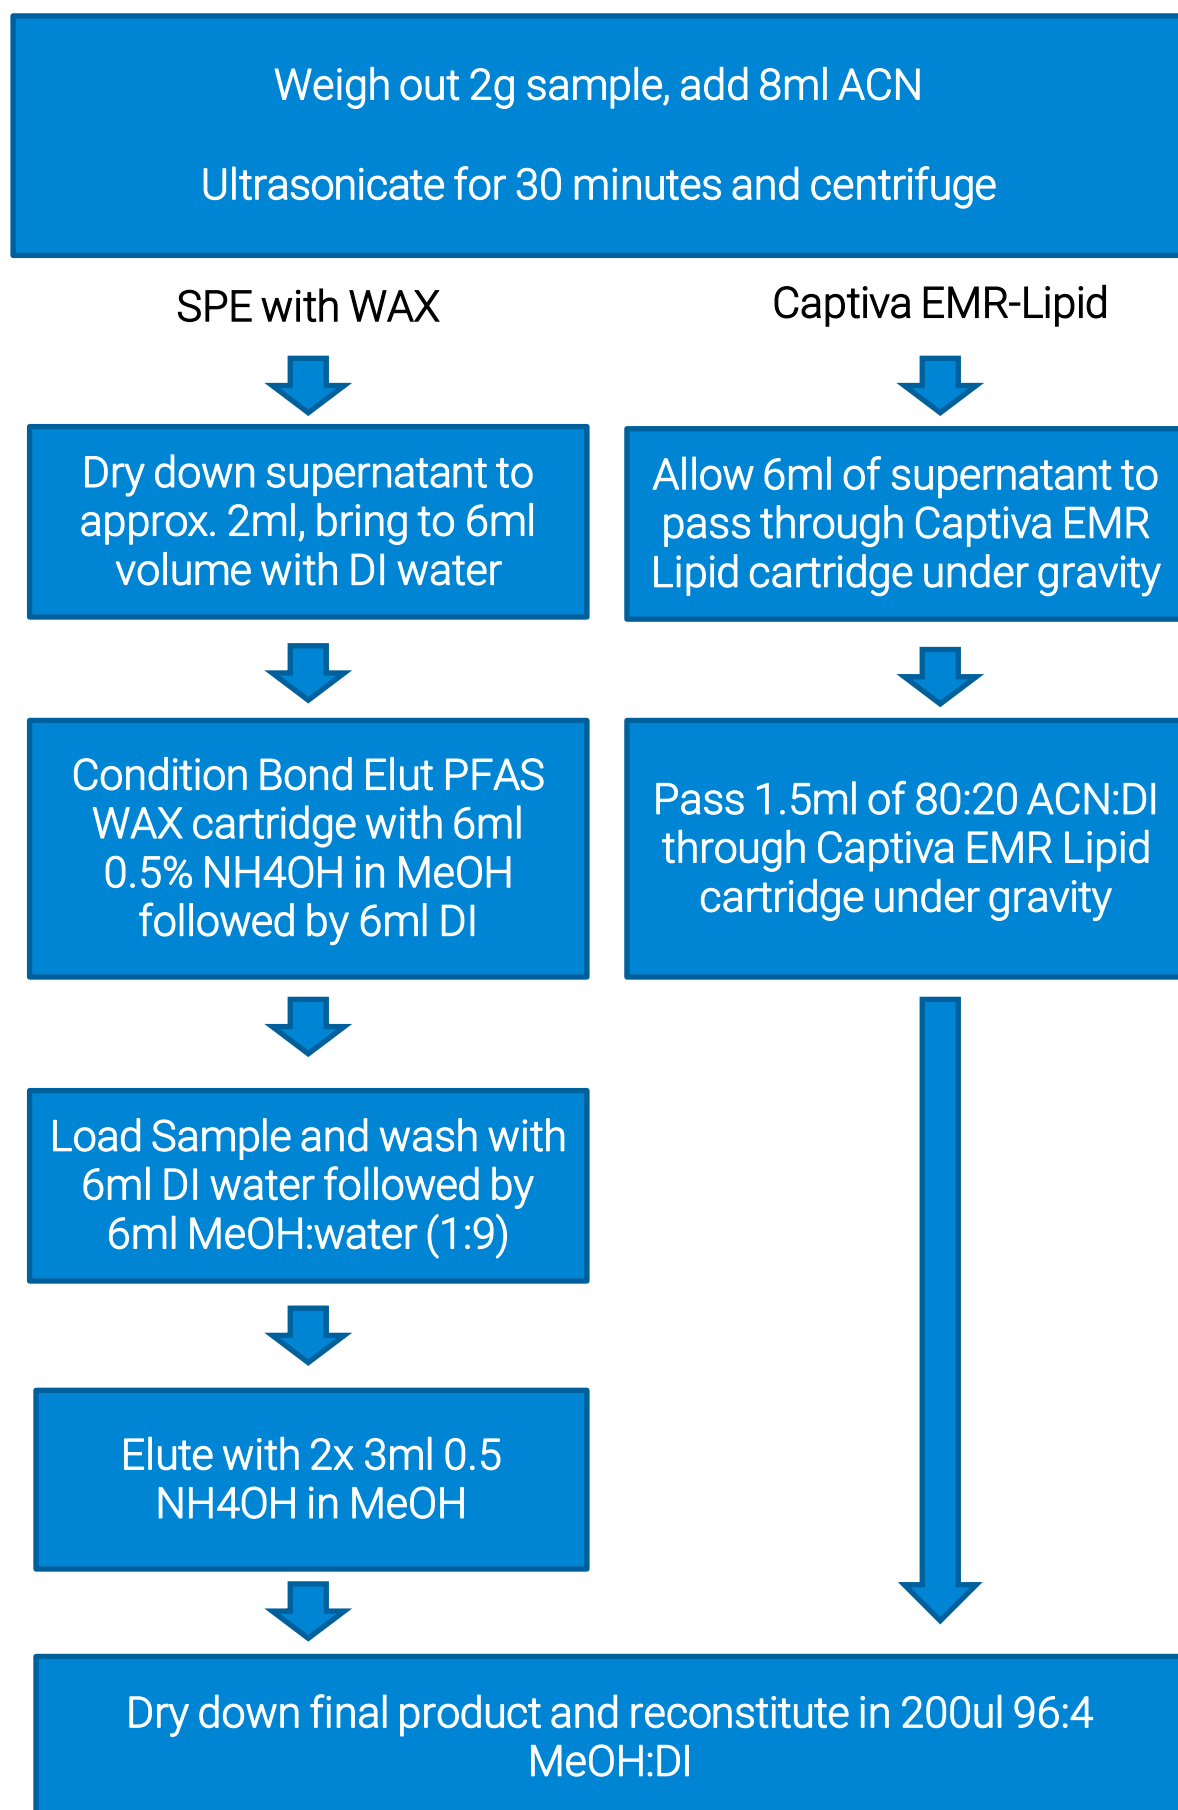 Weigh out 2g sample, add 8ml ACN
Ultrasonicate for 30 minutes and centrifuge
SPE with WAX
Dry down supernatant to
approx. 2ml, bring to 6ml
volume with DI water
Condition Bond Elut PFAS
WAX cartridge with 6ml
0.5% NH4OH in MeOH
followed by 6ml DI
Load Sample and wash with
6ml DI water followed by
6ml MeOH:water (1:9)
Elute with 2x 3ml 0.5
NH4OH in MeOH
Captiva EMR-Lipid
Allow 6ml of supernatant to
pass through Captiva EMR
Lipid cartridge under gravity
Pass 1.5ml of 80:20 ACN:DI
through Captiva EMR Lipid
cartridge under gravity
Dry down final product and reconstitute in 200ul 96:4
MeOH:DI